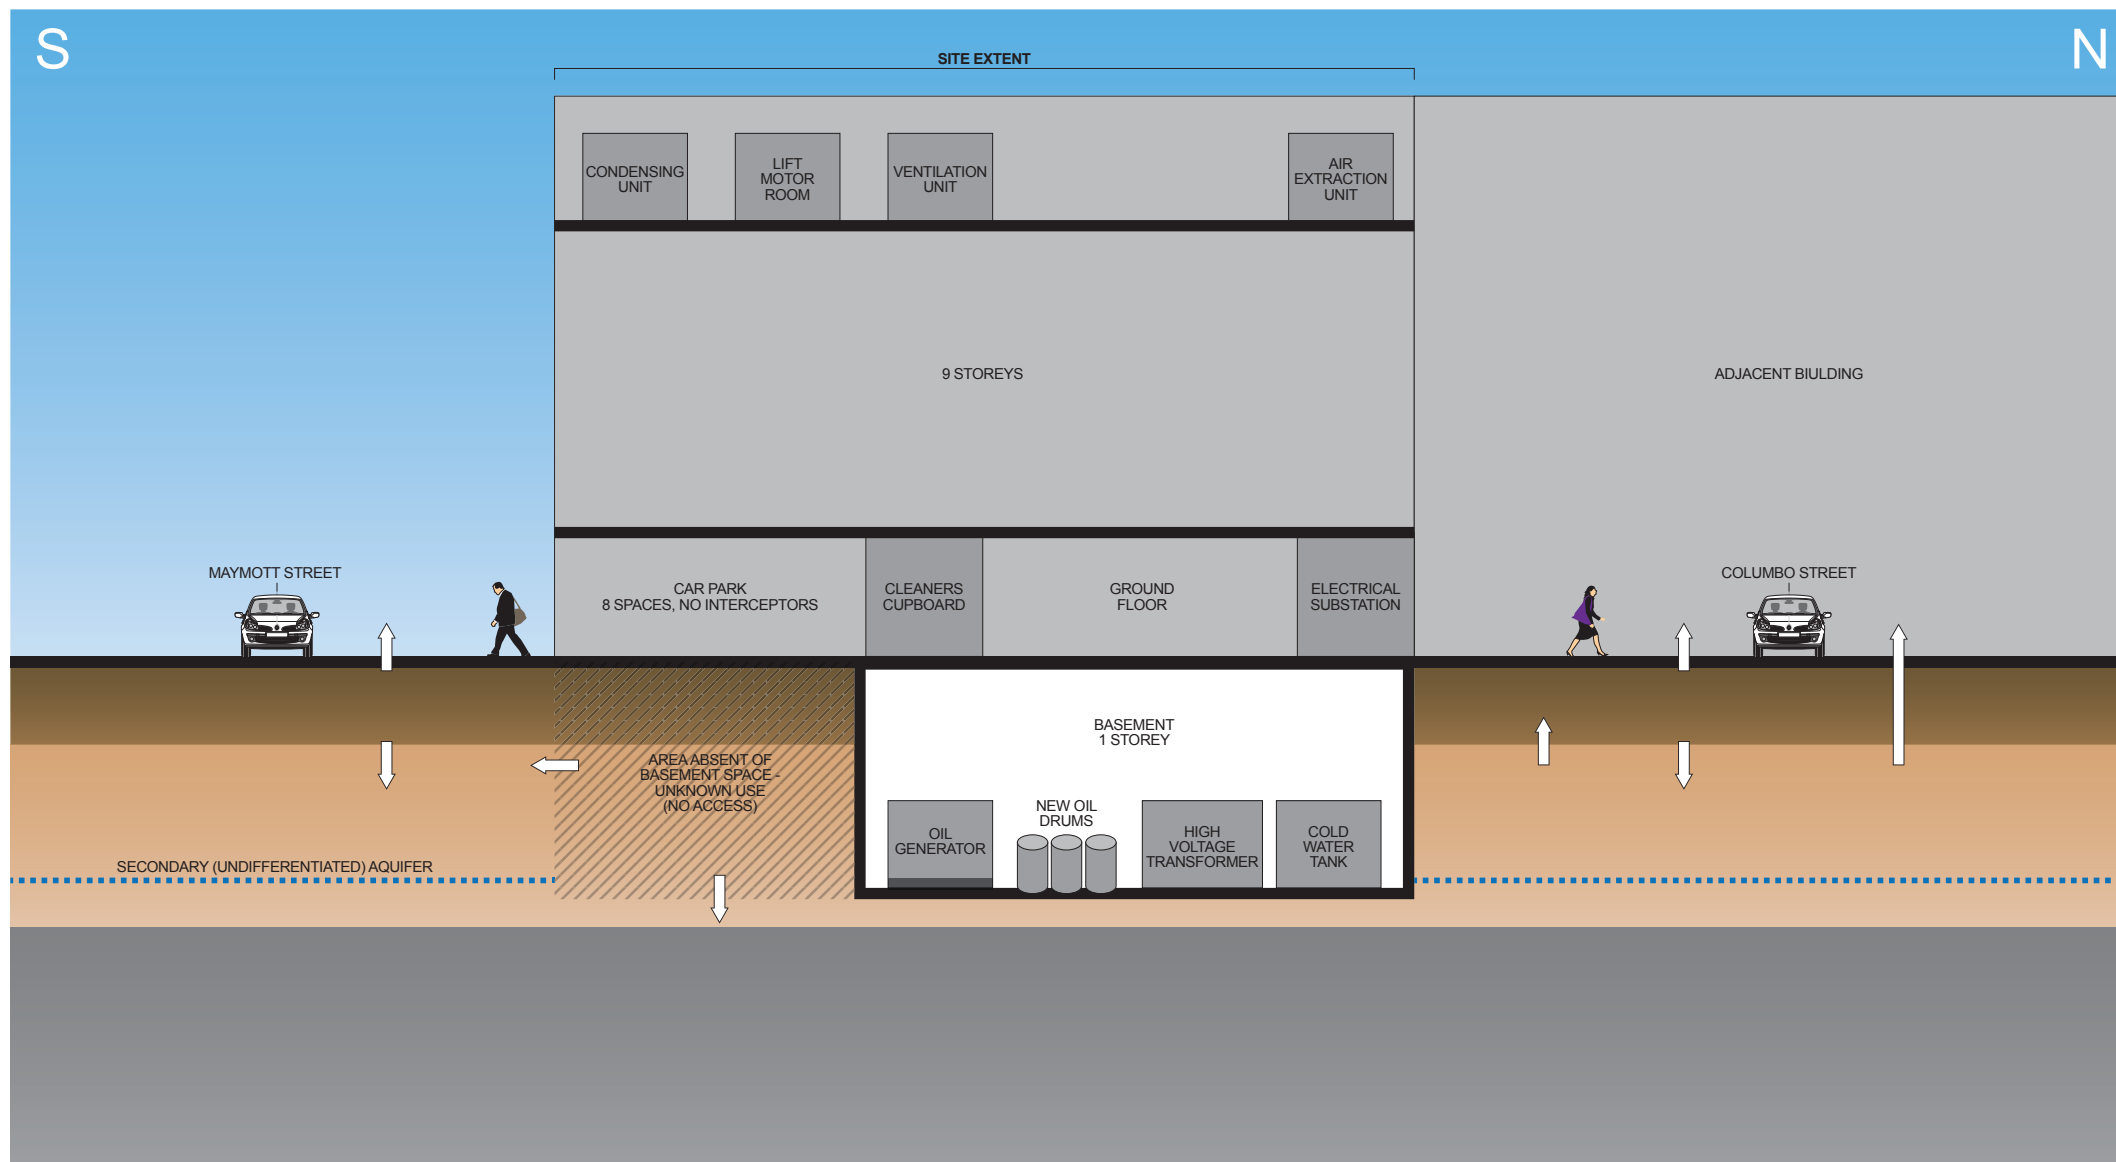 S
N
SITE EXTENT
CONDENSING
UNIT
LIFT
MOTOR
ROOM
VENTILATION
UNIT
AIR
EXTRACTION
UNIT
9 STOREYS
ADJACENT BIULDING
MAYMOTT STREET
CAR PARK
8 SPACES, NO INTERCEPTORS
CLEANERS
CUPBOARD
GROUND
FLOOR
ELECTRICAL
SUBSTATION
COLUMBO STREET
AREA ABSENT OF
BASEMENT SPACE -
UNKNOWN USE
(NO ACCESS)
BASEMENT
1 STOREY
OIL
GENERATOR
NEW OIL
DRUMS
HIGH
VOLTAGE
TRANSFORMER
COLD
WATER
TANK
SECONDARY (UNDIFFERENTIATED) AQUIFER